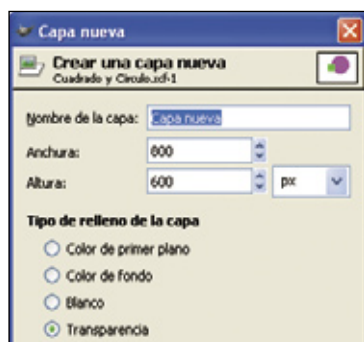 Capa nueva
Crear una capa nueva
Cuadrado y Circulo.xcf-1
Nombre de la capa: Capa nueva
Anchura: 800
Altura: 600 px
Tipo de relleno de la capa
Color de primer plano
Color de fondo
Blanco
Transparencia